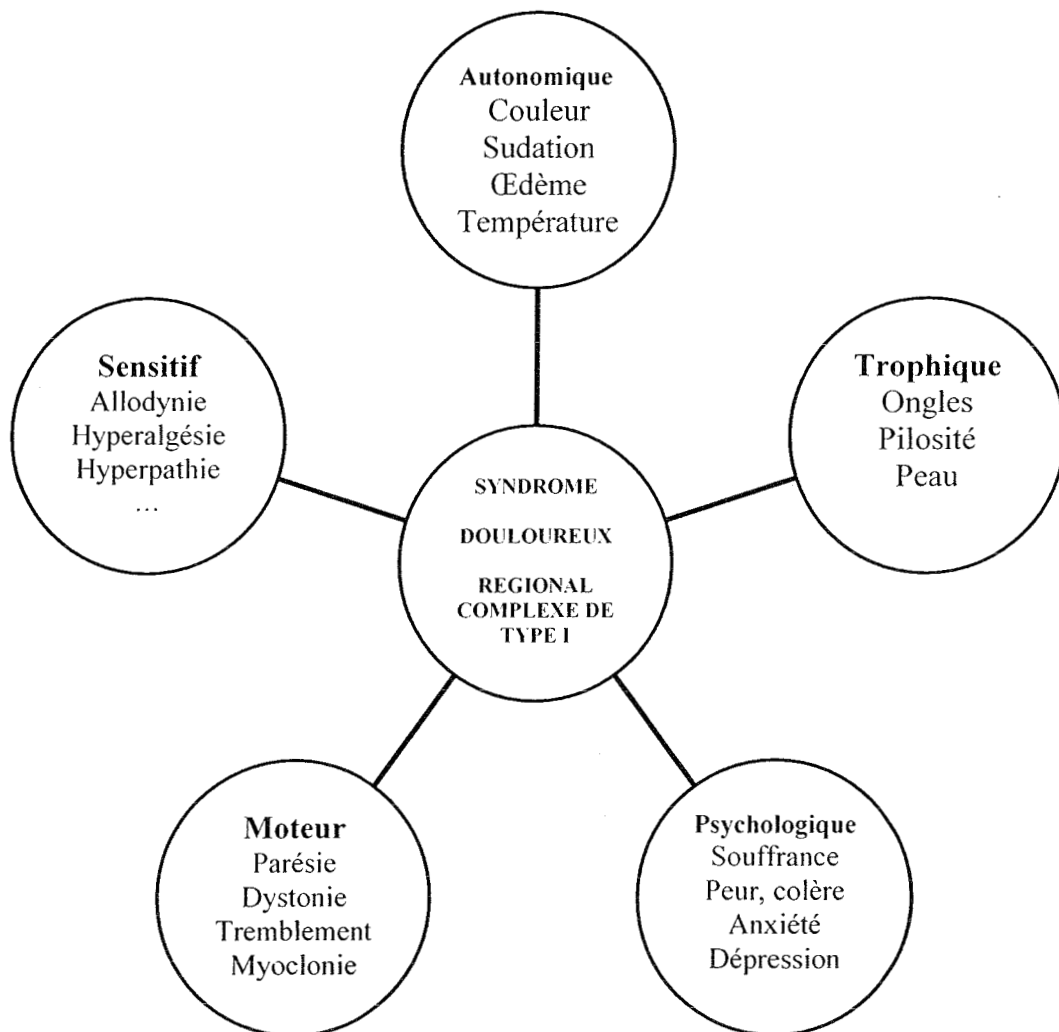 Autonomique
Couleur
Sudation
Œdème
Température
Sensitif
Allodynie
Hyperalgésie
Hyperpathie
...
Trophique
Ongles
Pilosité
Peau
SYNDROME
DOULOUREUX
REGIONAL
COMPLEXE DE
TYPE I
Moteur
Parésie
Dystonie
Tremblement
Myoclonie
Psychologique
Souffrance
Peur, colère
Anxiété
Dépression